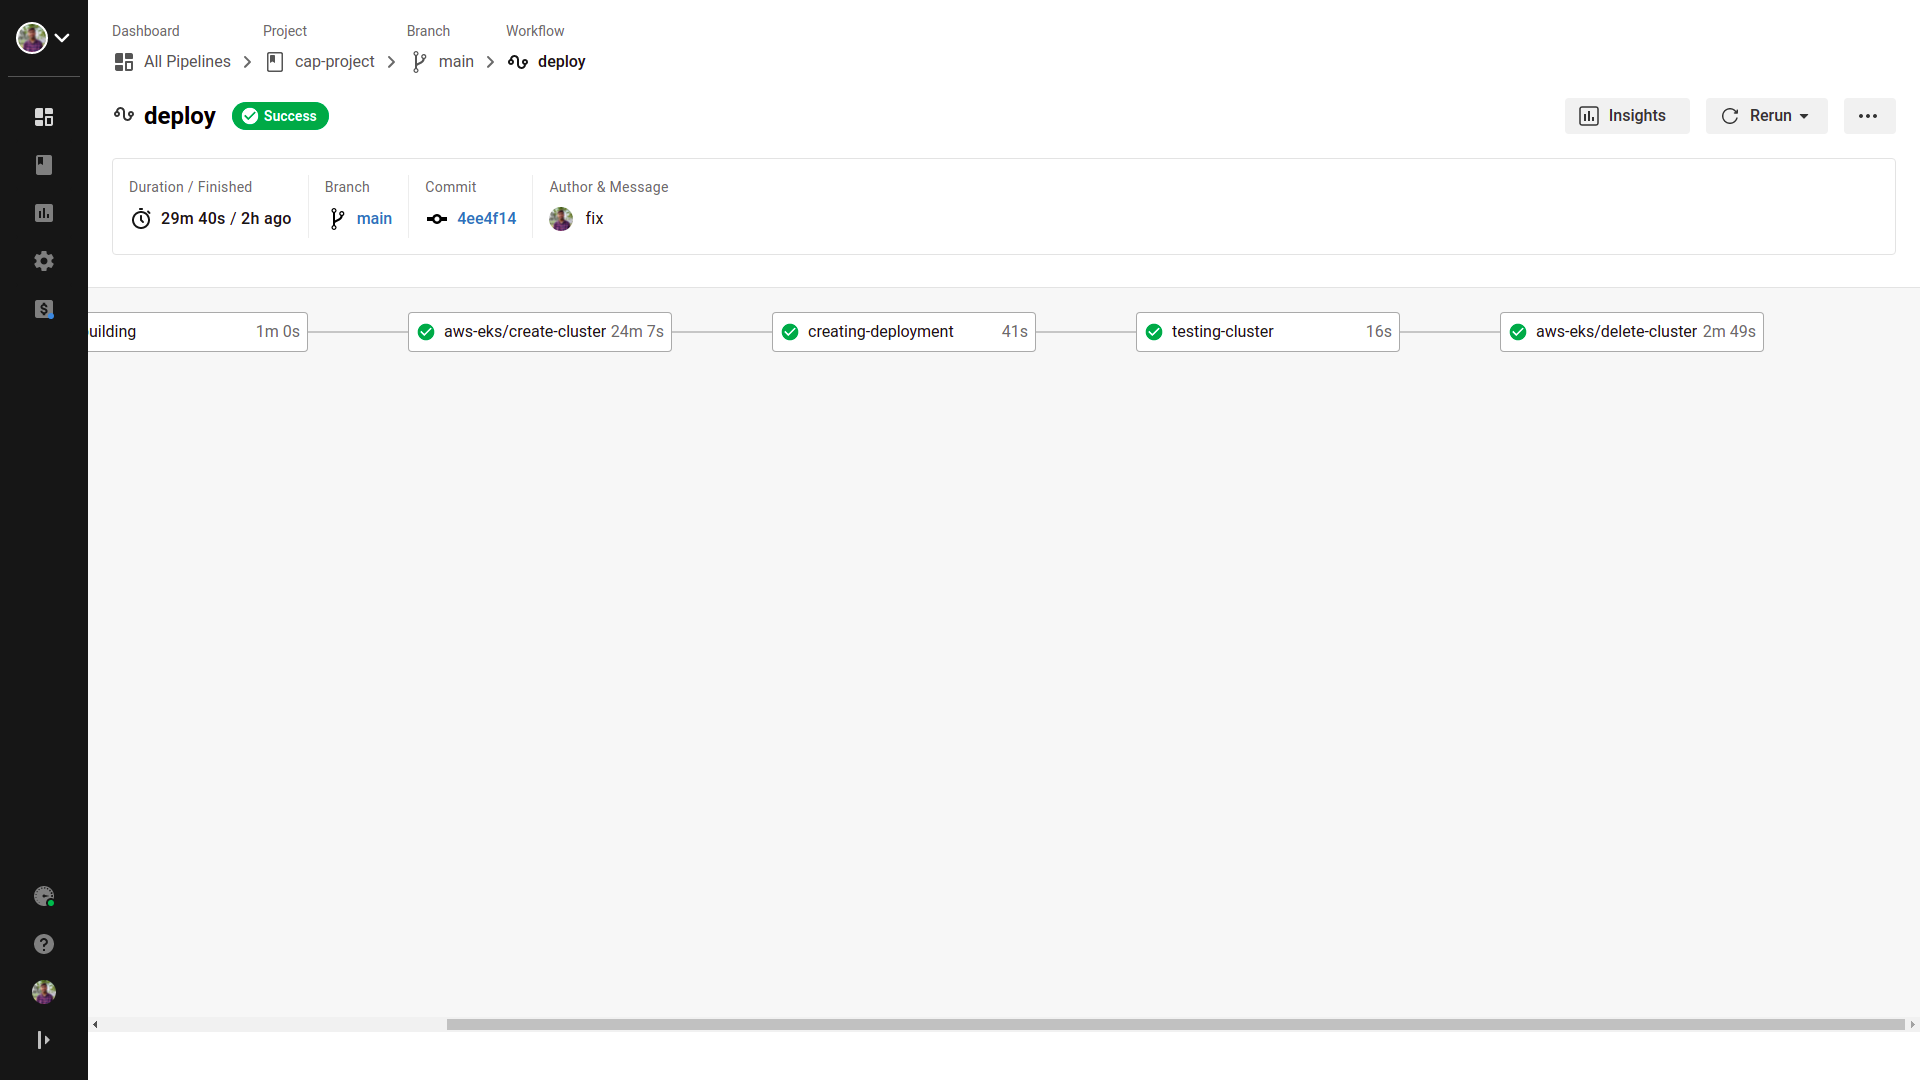 Dashboard Project Branch Workflow
All Pipelines cap-project main deploy
deploy Success Insights Rerun
Duration / Finished Branch Commit Author & Message
29m 40s / 2h ago main 4ee4f14 fix
uilding 1m 0s aws-eks/create-cluster 24m 7s creating-deployment 41s testing-cluster 16s aws-eks/delete-cluster 2m 49s